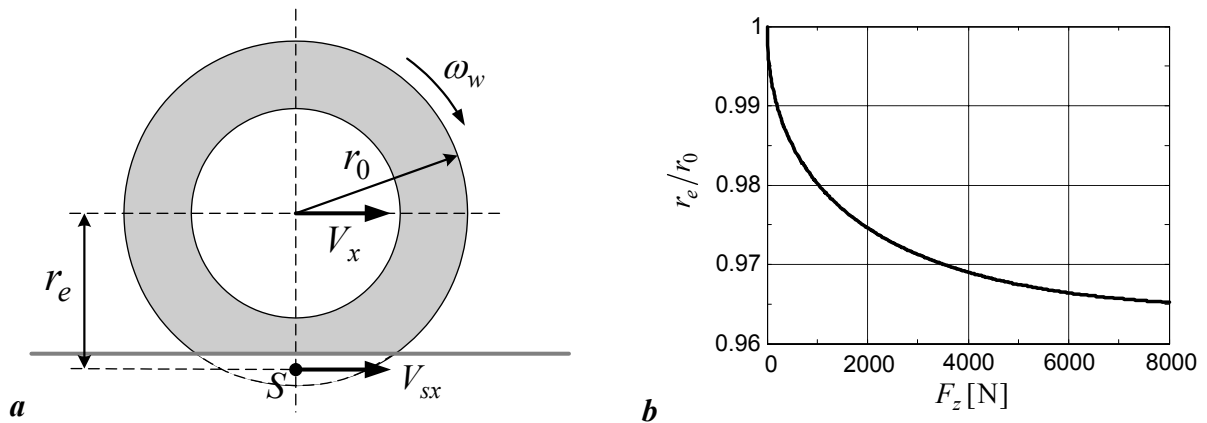 ω_w
r_0
V_x
r_e
S
V_sx
a
1
0.99
0.98
0.97
0.96
r_e/r_0
0
2000
4000
6000
8000
F_z [N]
b